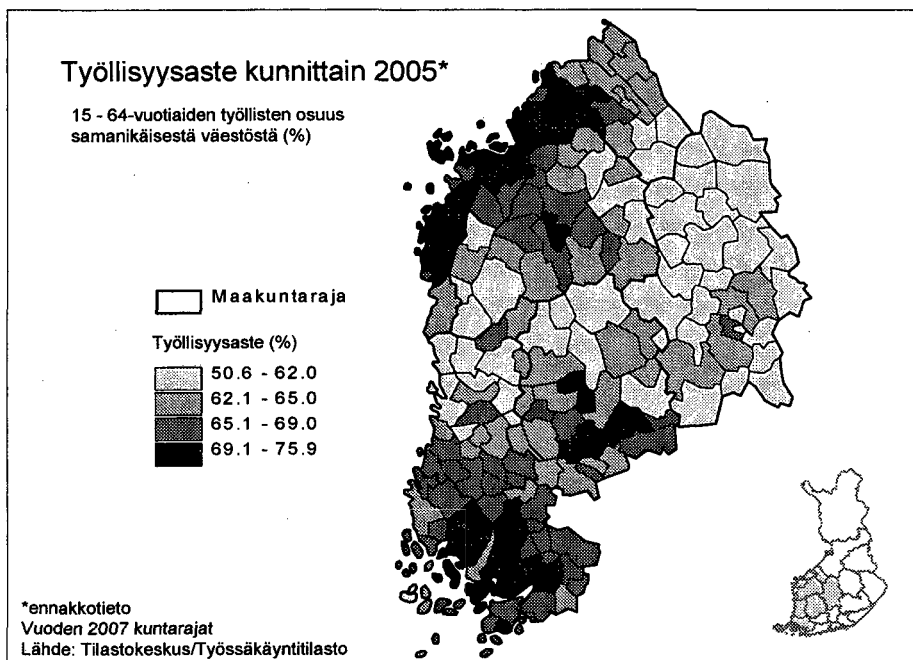 Työllisyysaste kunnittain 2005*
15 - 64-vuotiaiden työllisten osuus
samanikäisestä väestöstä (%)
Maakuntaraja
Työllisyysaste (%)
50.6 - 62.0
62.1 - 65.0
65.1 - 69.0
69.1 - 75.9
*ennakkotieto
Vuoden 2007 kuntarajat
Lähde: Tilastokeskus/Työssäkäyntitilasto